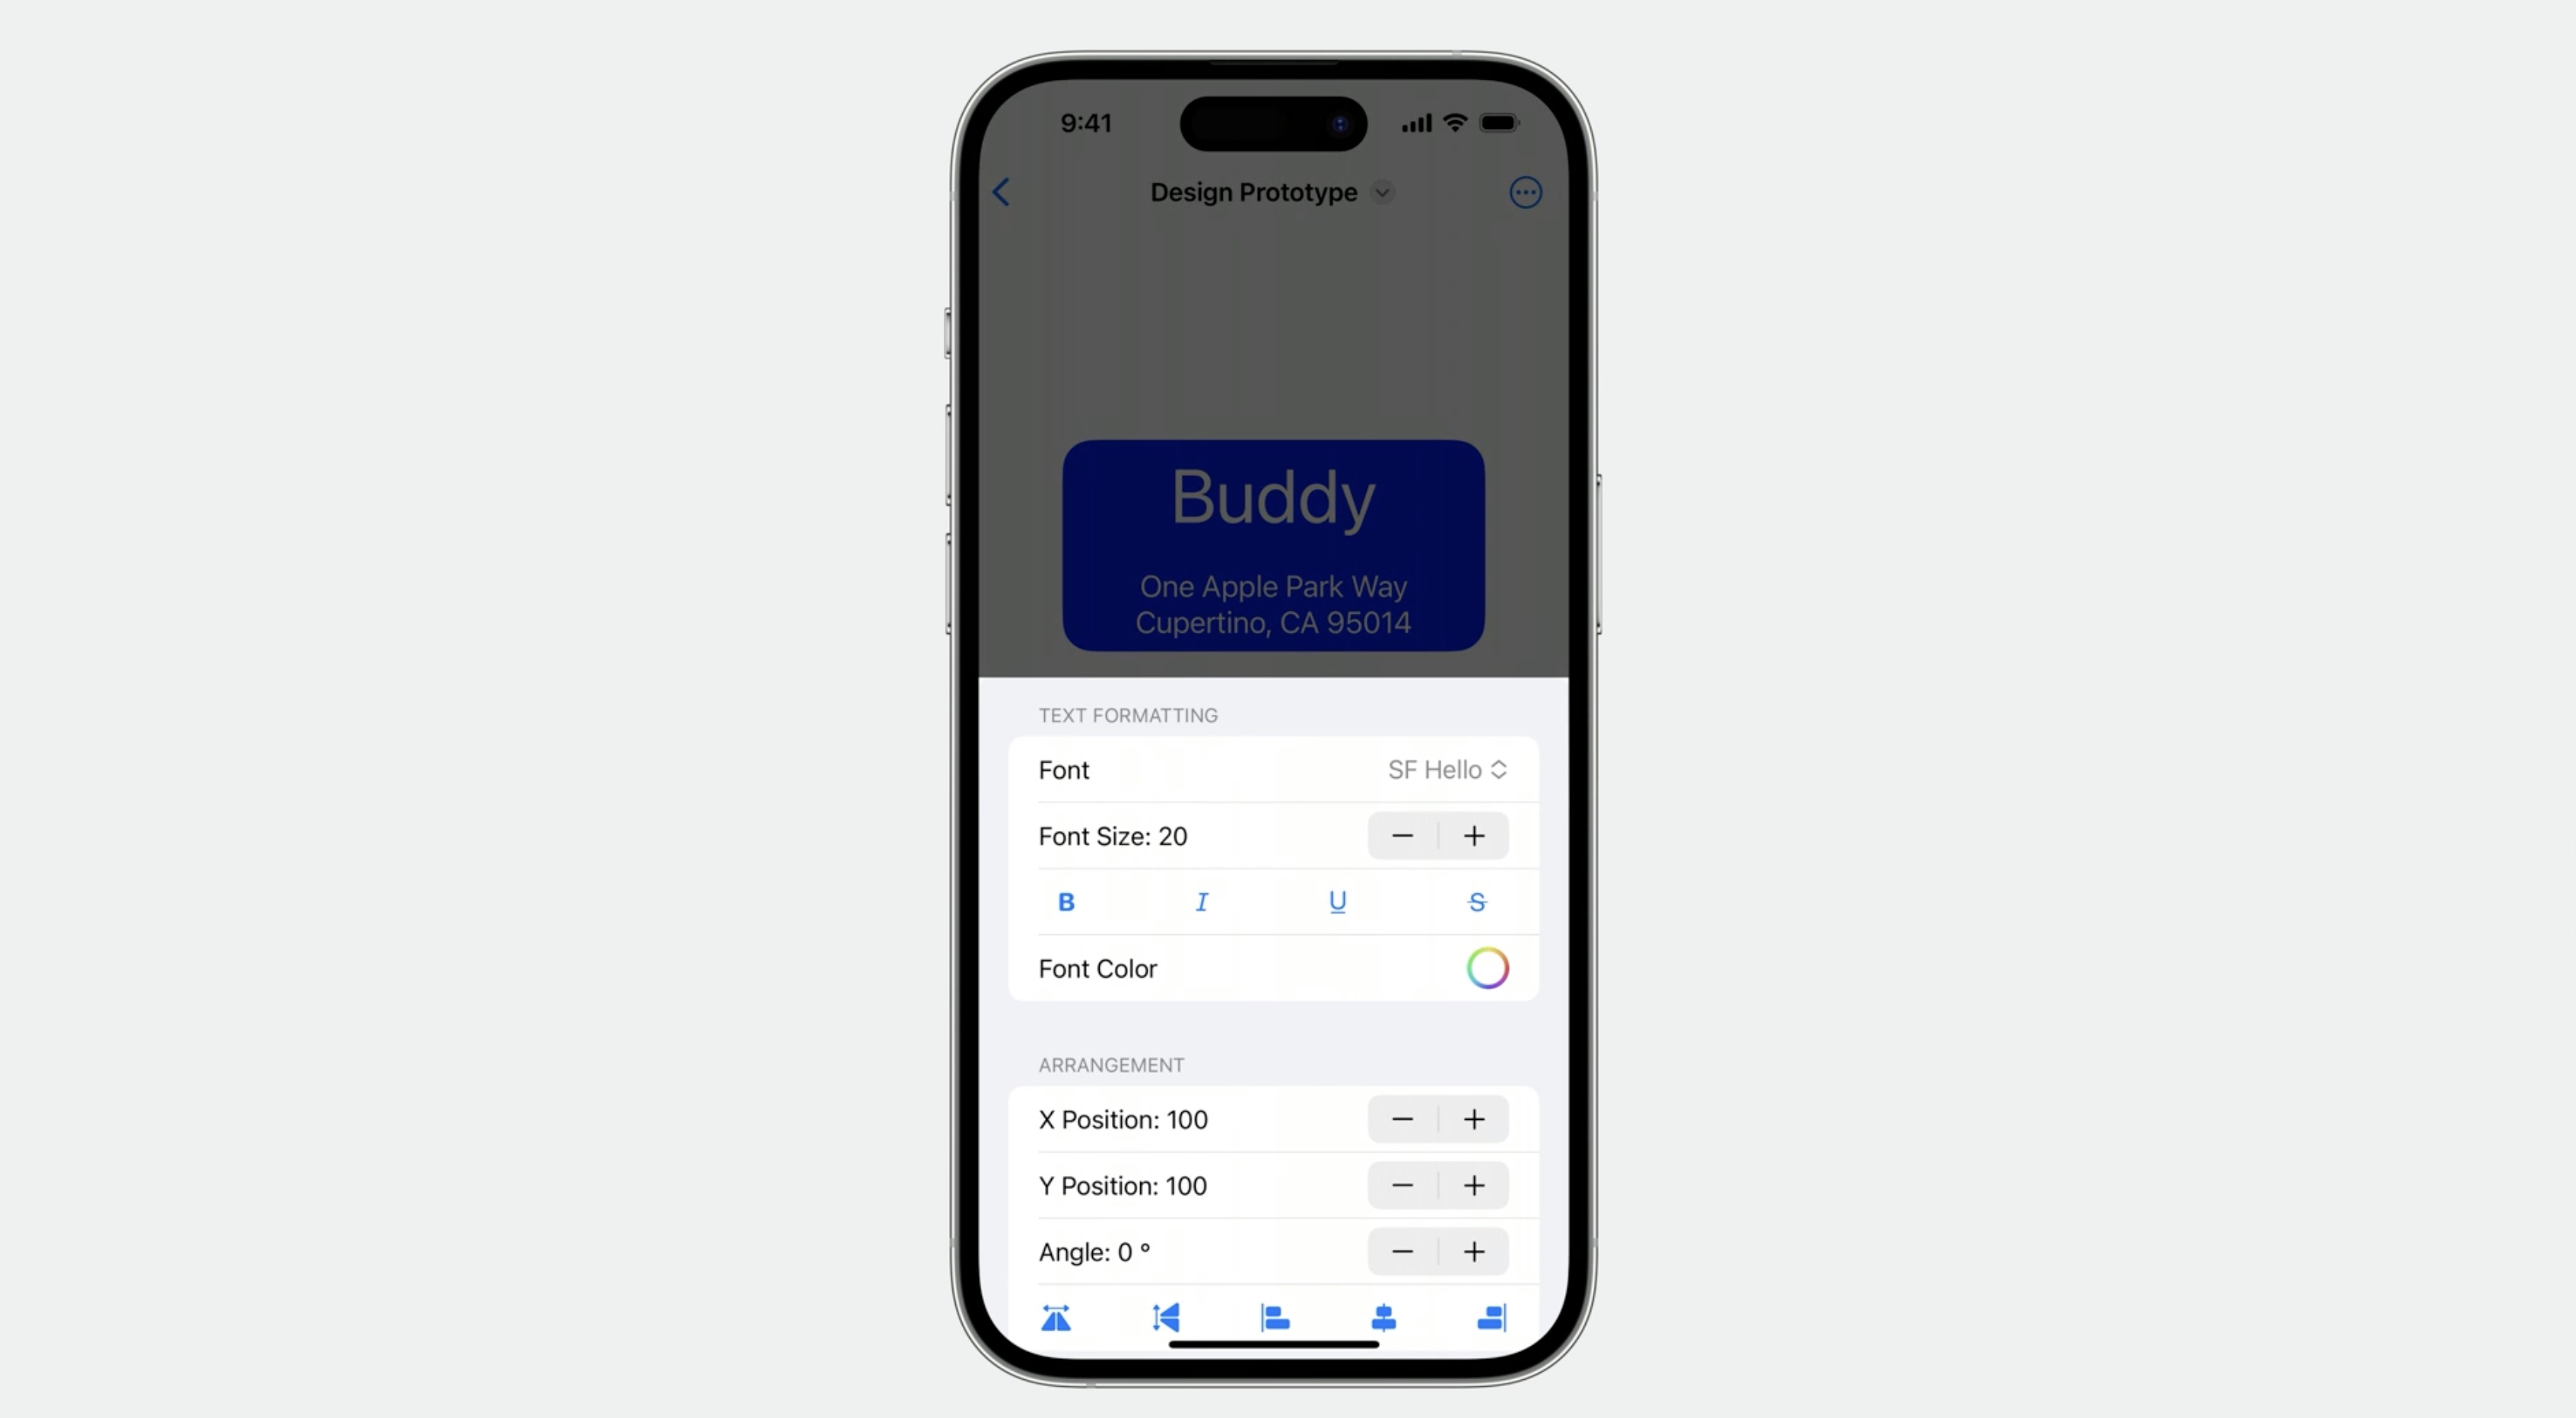 9:41
Design Prototype
Buddy
One Apple Park Way
Cupertino, CA 95014
TEXT FORMATTING
Font SF Hello
Font Size: 20
B I U S
Font Color
ARRANGEMENT
X Position: 100
Y Position: 100
Angle: 0 °